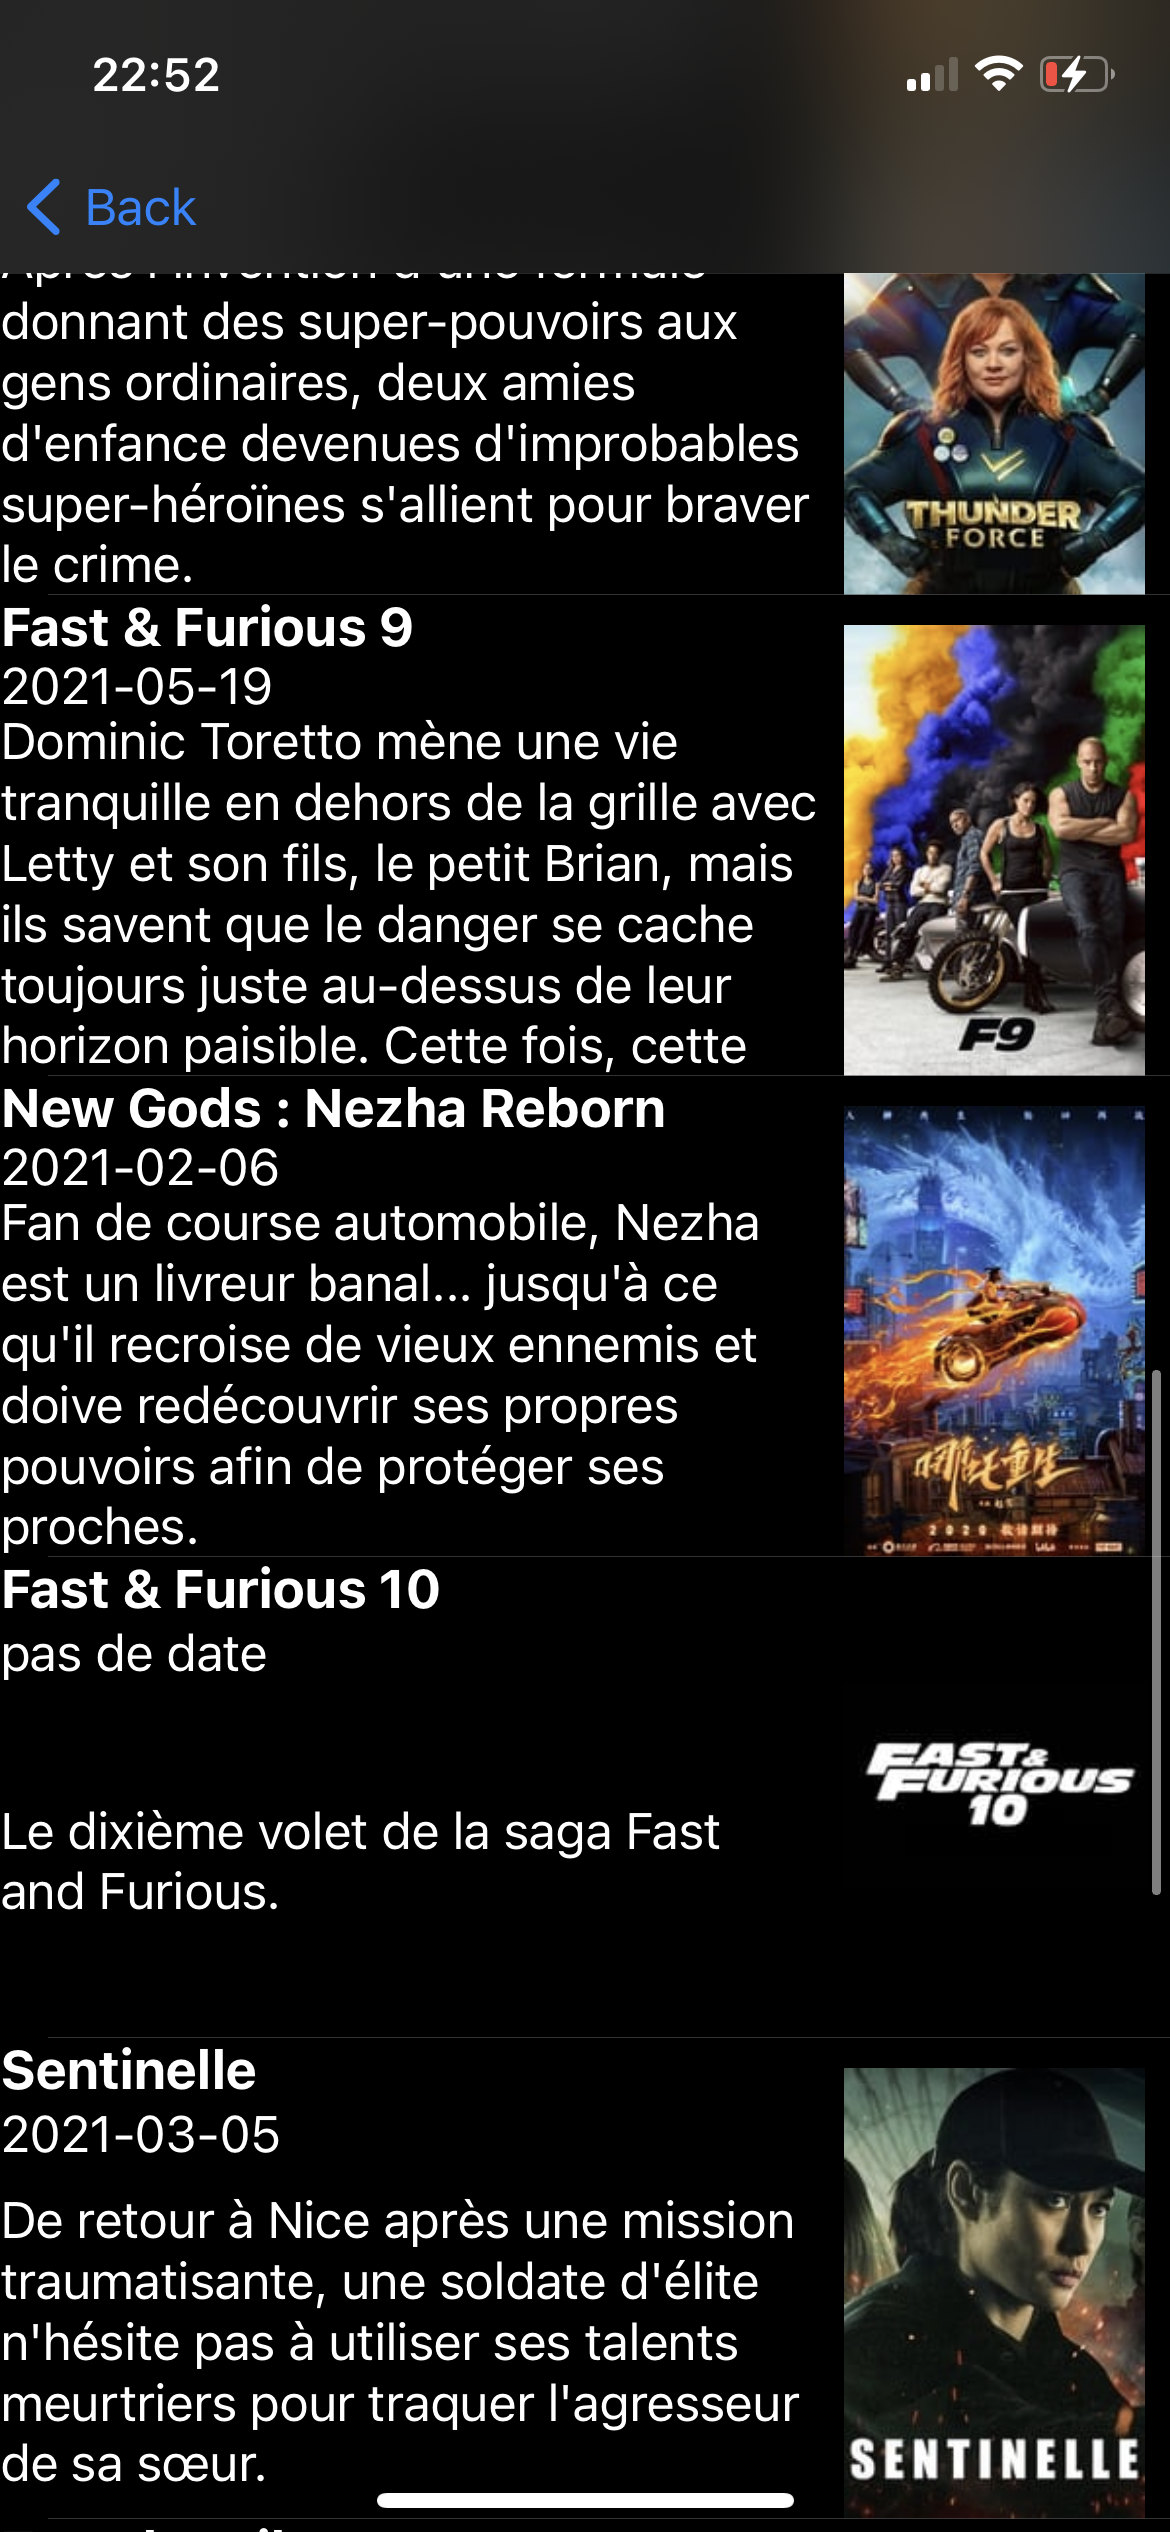 22:52
Back
Après l'invention d'une formule
donnant des super-pouvoirs aux
gens ordinaires, deux amies
d'enfance devenues d'improbables
super-héroïnes s'allient pour braver
le crime.
THUNDER
FORCE
Fast & Furious 9
2021-05-19
Dominic Toretto mène une vie
tranquille en dehors de la grille avec
Letty et son fils, le petit Brian, mais
ils savent que le danger se cache
toujours juste au-dessus de leur
horizon paisible. Cette fois, cette
F9
New Gods : Nezha Reborn
2021-02-06
Fan de course automobile, Nezha
est un livreur banal... jusqu'à ce
qu'il recroise de vieux ennemis et
doive redécouvrir ses propres
pouvoirs afin de protéger ses
proches.
哪吒重生
2020 敬请期待
Fast & Furious 10
pas de date
Le dixième volet de la saga Fast
and Furious.
FAST &
FURIOUS
10
Sentinelle
2021-03-05
De retour à Nice après une mission
traumatisante, une soldate d'élite
n'hésite pas à utiliser ses talents
meurtriers pour traquer l'agresseur
de sa sœur.
SENTINELLE